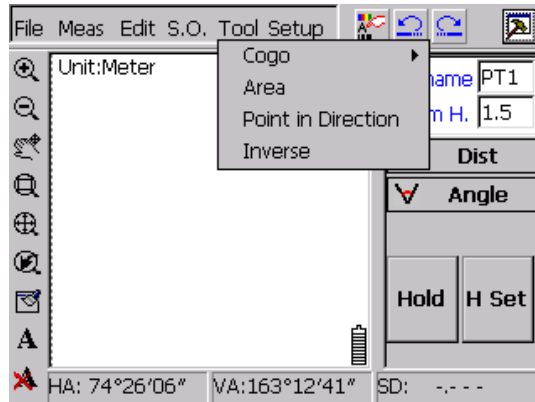 File Meas Edit S.O. Tool Setup
Unit:Meter
Cogo
Area
Point in Direction
Inverse
PT1
H. 1.5
Dist
Angle
Hold H Set
A
HA: 74°26'06" VA:163°12'41" SD: -.- - -